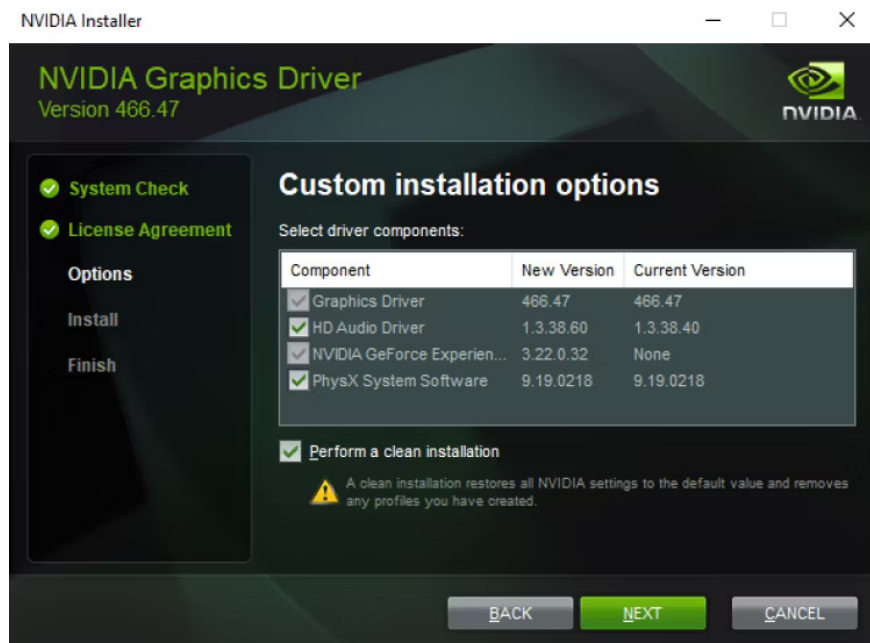 NVIDIA Installer
NVIDIA Graphics Driver
Version 466.47
NVIDIA.
System Check
License Agreement
Options
Install
Finish
Custom installation options
Select driver components:
Component New Version Current Version
Graphics Driver 466.47 466.47
HD Audio Driver 1.3.38.60 1.3.38.40
NVIDIA GeForce Experien... 3.22.0.32 None
PhysX System Software 9.19.0218 9.19.0218
Perform a clean installation
A clean installation restores all NVIDIA settings to the default value and removes
any profiles you have created.
BACK NEXT CANCEL